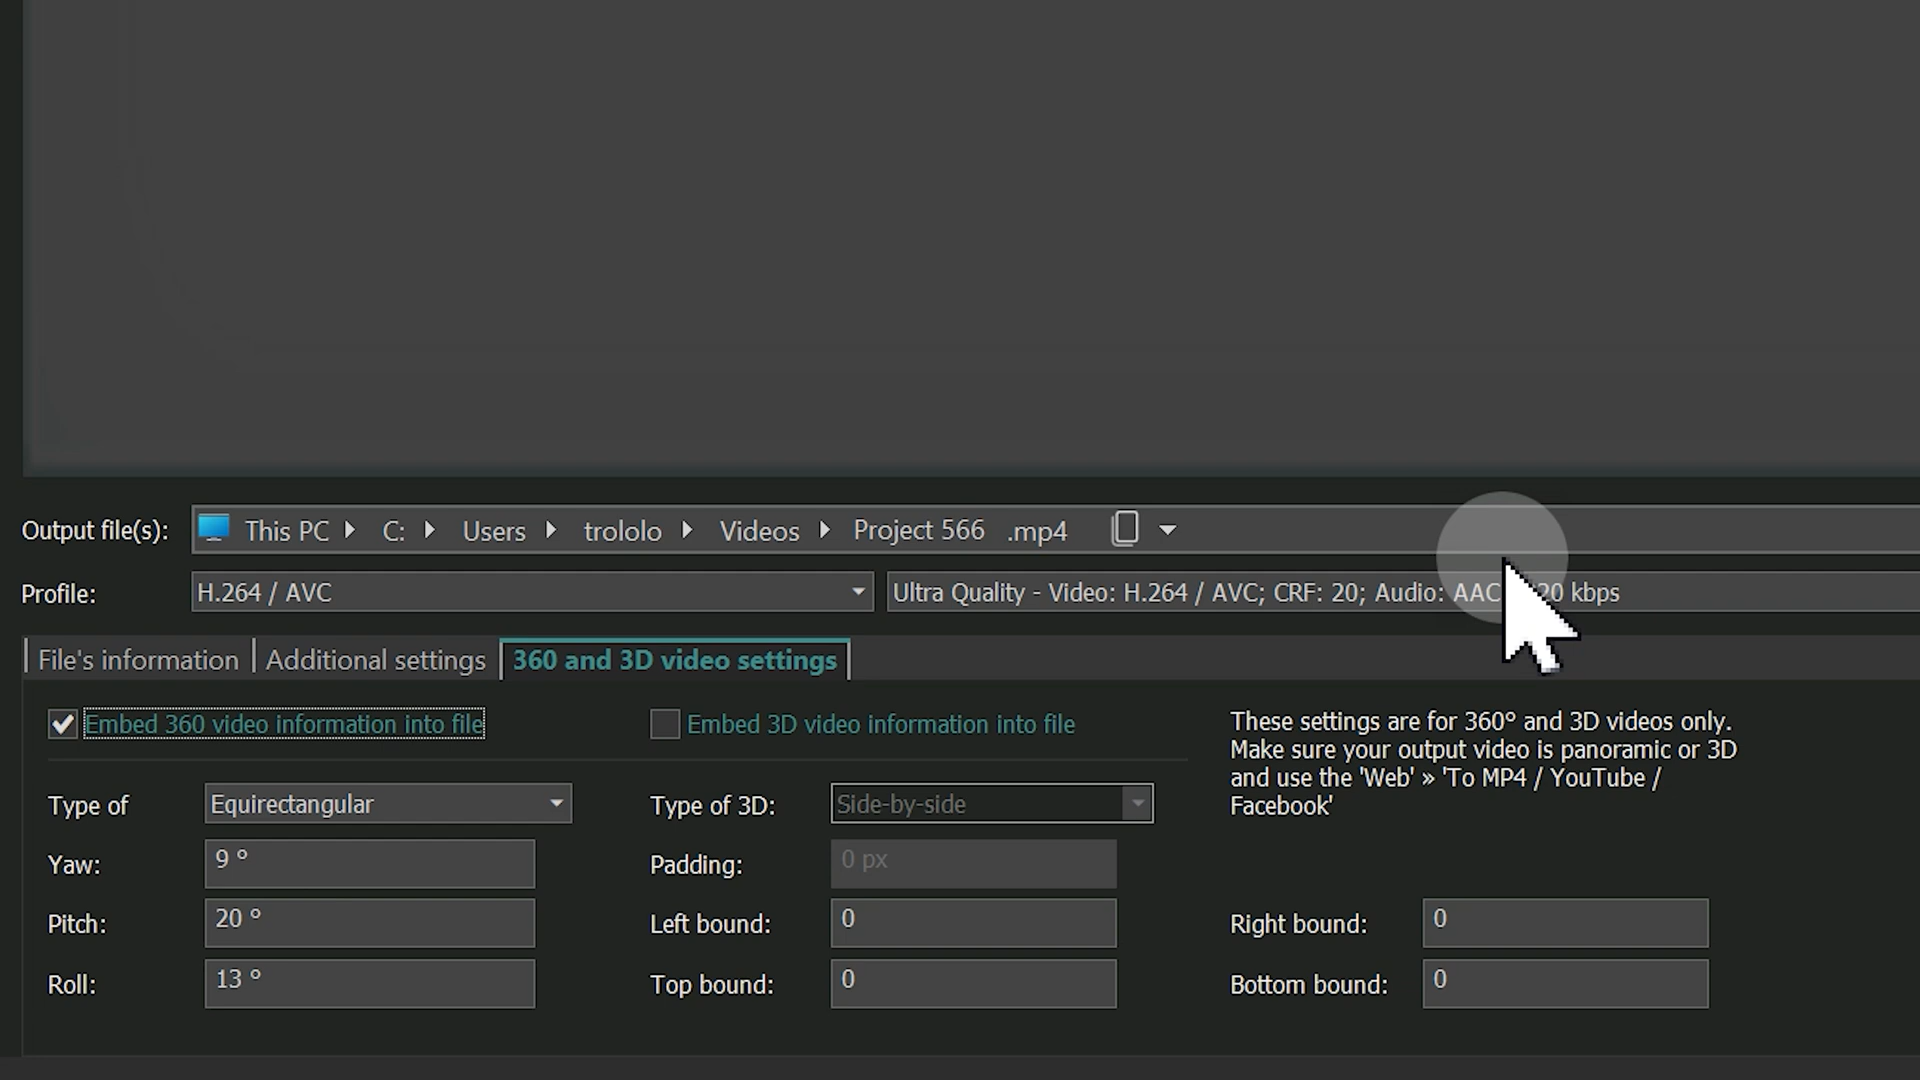 Output file(s): This PC C: Users trololo Videos Project 566 .mp4
Profile: H.264 / AVC Ultra Quality - Video: H.264 / AVC; CRF: 20; Audio: AAC kbps
File's information Additional settings 360 and 3D video settings
Embed 360 video information into file Embed 3D video information into file
These settings are for 360° and 3D videos only.
Make sure your output video is panoramic or 3D
and use the 'Web' » 'To MP4 / YouTube /
Facebook'
Type of Equirectangular Type of 3D: Side-by-side
Yaw: 9 ° Padding: 0 px
Pitch: 20 ° Left bound: 0 Right bound: 0
Roll: 13 ° Top bound: 0 Bottom bound: 0